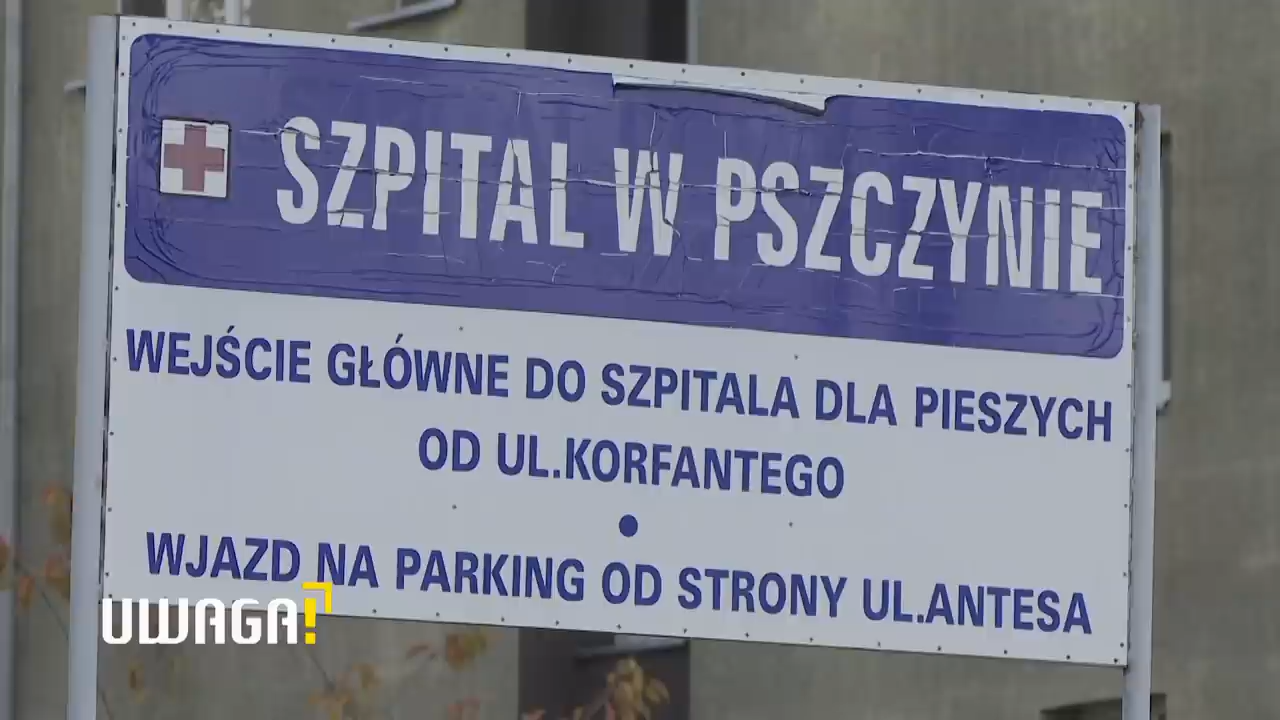 SZPITAL W PSZCZYNIE
WEJŚCIE GŁÓWNE DO SZPITALA DLA PIESZYCH
OD UL.KORFANTEGO
•
WJAZD NA PARKING OD STRONY UL.ANTESA
UWAGA!